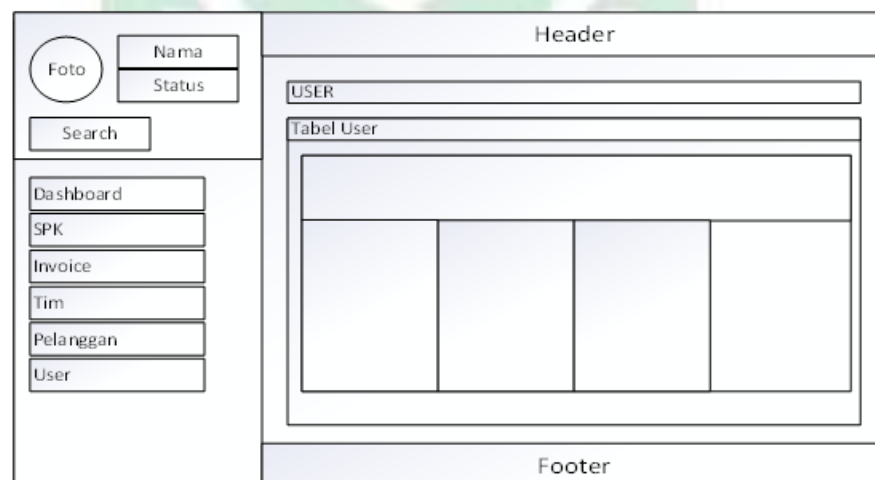 Header
Foto
Nama
Status
Search
USER
Tabel User
Dashboard
SPK
Invoice
Tim
Pelanggan
User
Footer